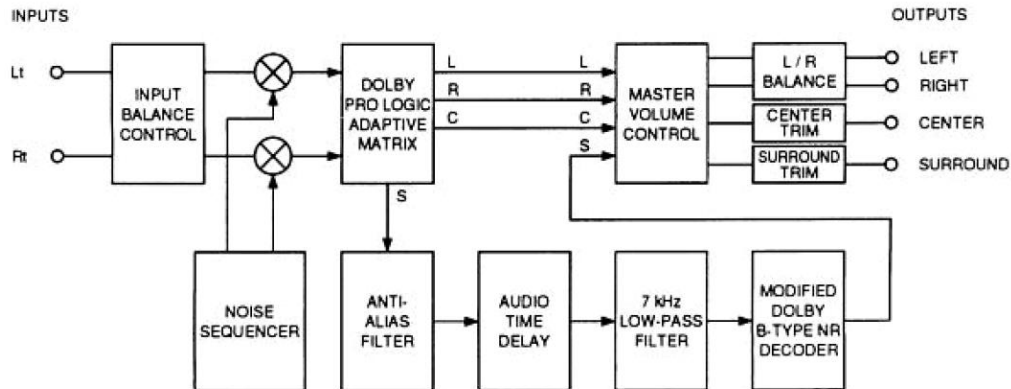 INPUTS
OUTPUTS
Lt
Rt
INPUT
BALANCE
CONTROL
DOLBY
PRO LOGIC
ADAPTIVE
MATRIX
L
R
C
L
R
C
S
S
MASTER
VOLUME
CONTROL
L / R
BALANCE
CENTER
TRIM
SURROUND
TRIM
LEFT
RIGHT
CENTER
SURROUND
NOISE
SEQUENCER
ANTI-
ALIAS
FILTER
AUDIO
TIME
DELAY
7 kHz
LOW-PASS
FILTER
MODIFIED
DOLBY
B-TYPE NR
DECODER